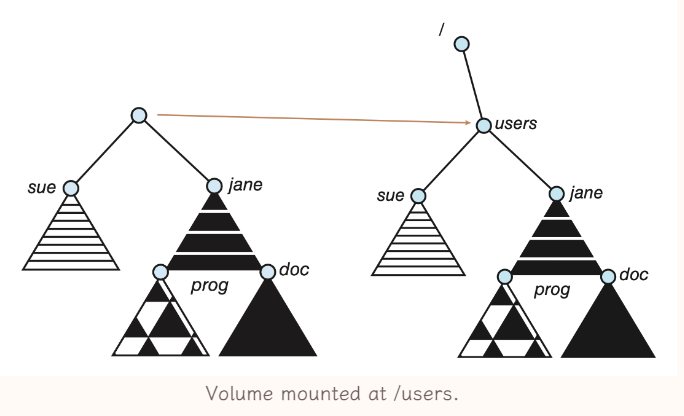 /
users
sue
jane
prog
doc
sue
jane
prog
doc
Volume mounted at /users.